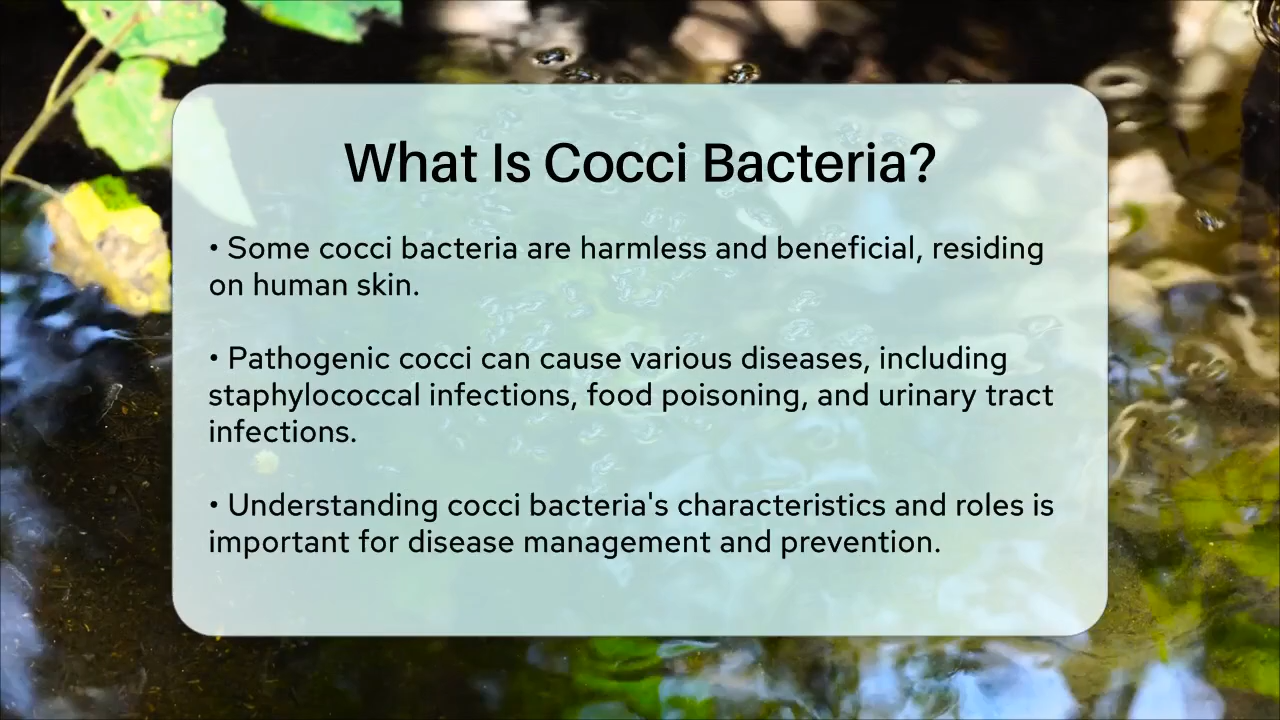 What Is Cocci Bacteria?
• Some cocci bacteria are harmless and beneficial, residing
on human skin.
• Pathogenic cocci can cause various diseases, including
staphylococcal infections, food poisoning, and urinary tract
infections.
• Understanding cocci bacteria's characteristics and roles is
important for disease management and prevention.